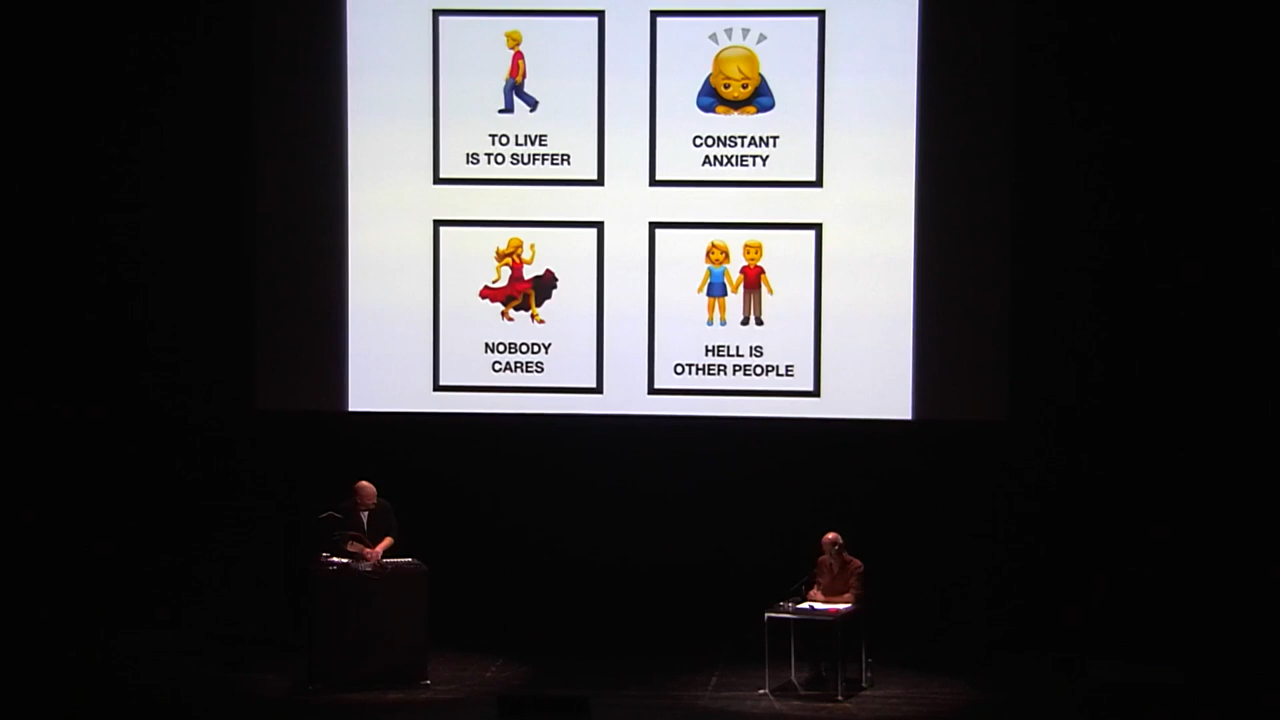 TO LIVE
IS TO SUFFER
CONSTANT
ANXIETY
NOBODY
CARES
HELL IS
OTHER PEOPLE